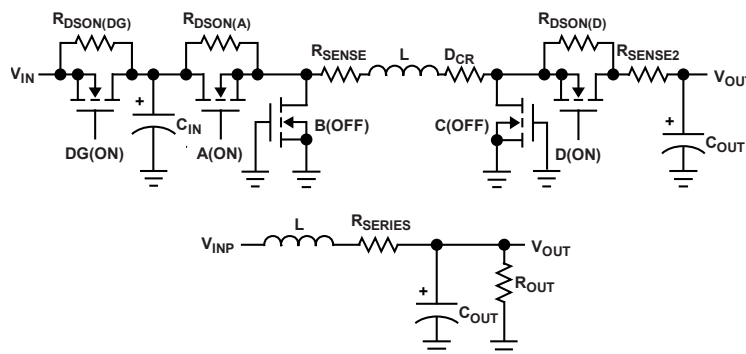 RDSON(DG)
RDSON(A)
RDSON(D)
RSENSE
L
DCR
RSENSE2
VIN
VOUT
+
CIN
B(OFF)
C(OFF)
+
COUT
DG(ON)
A(ON)
D(ON)
L
RSERIES
VINP
VOUT
+
COUT
ROUT